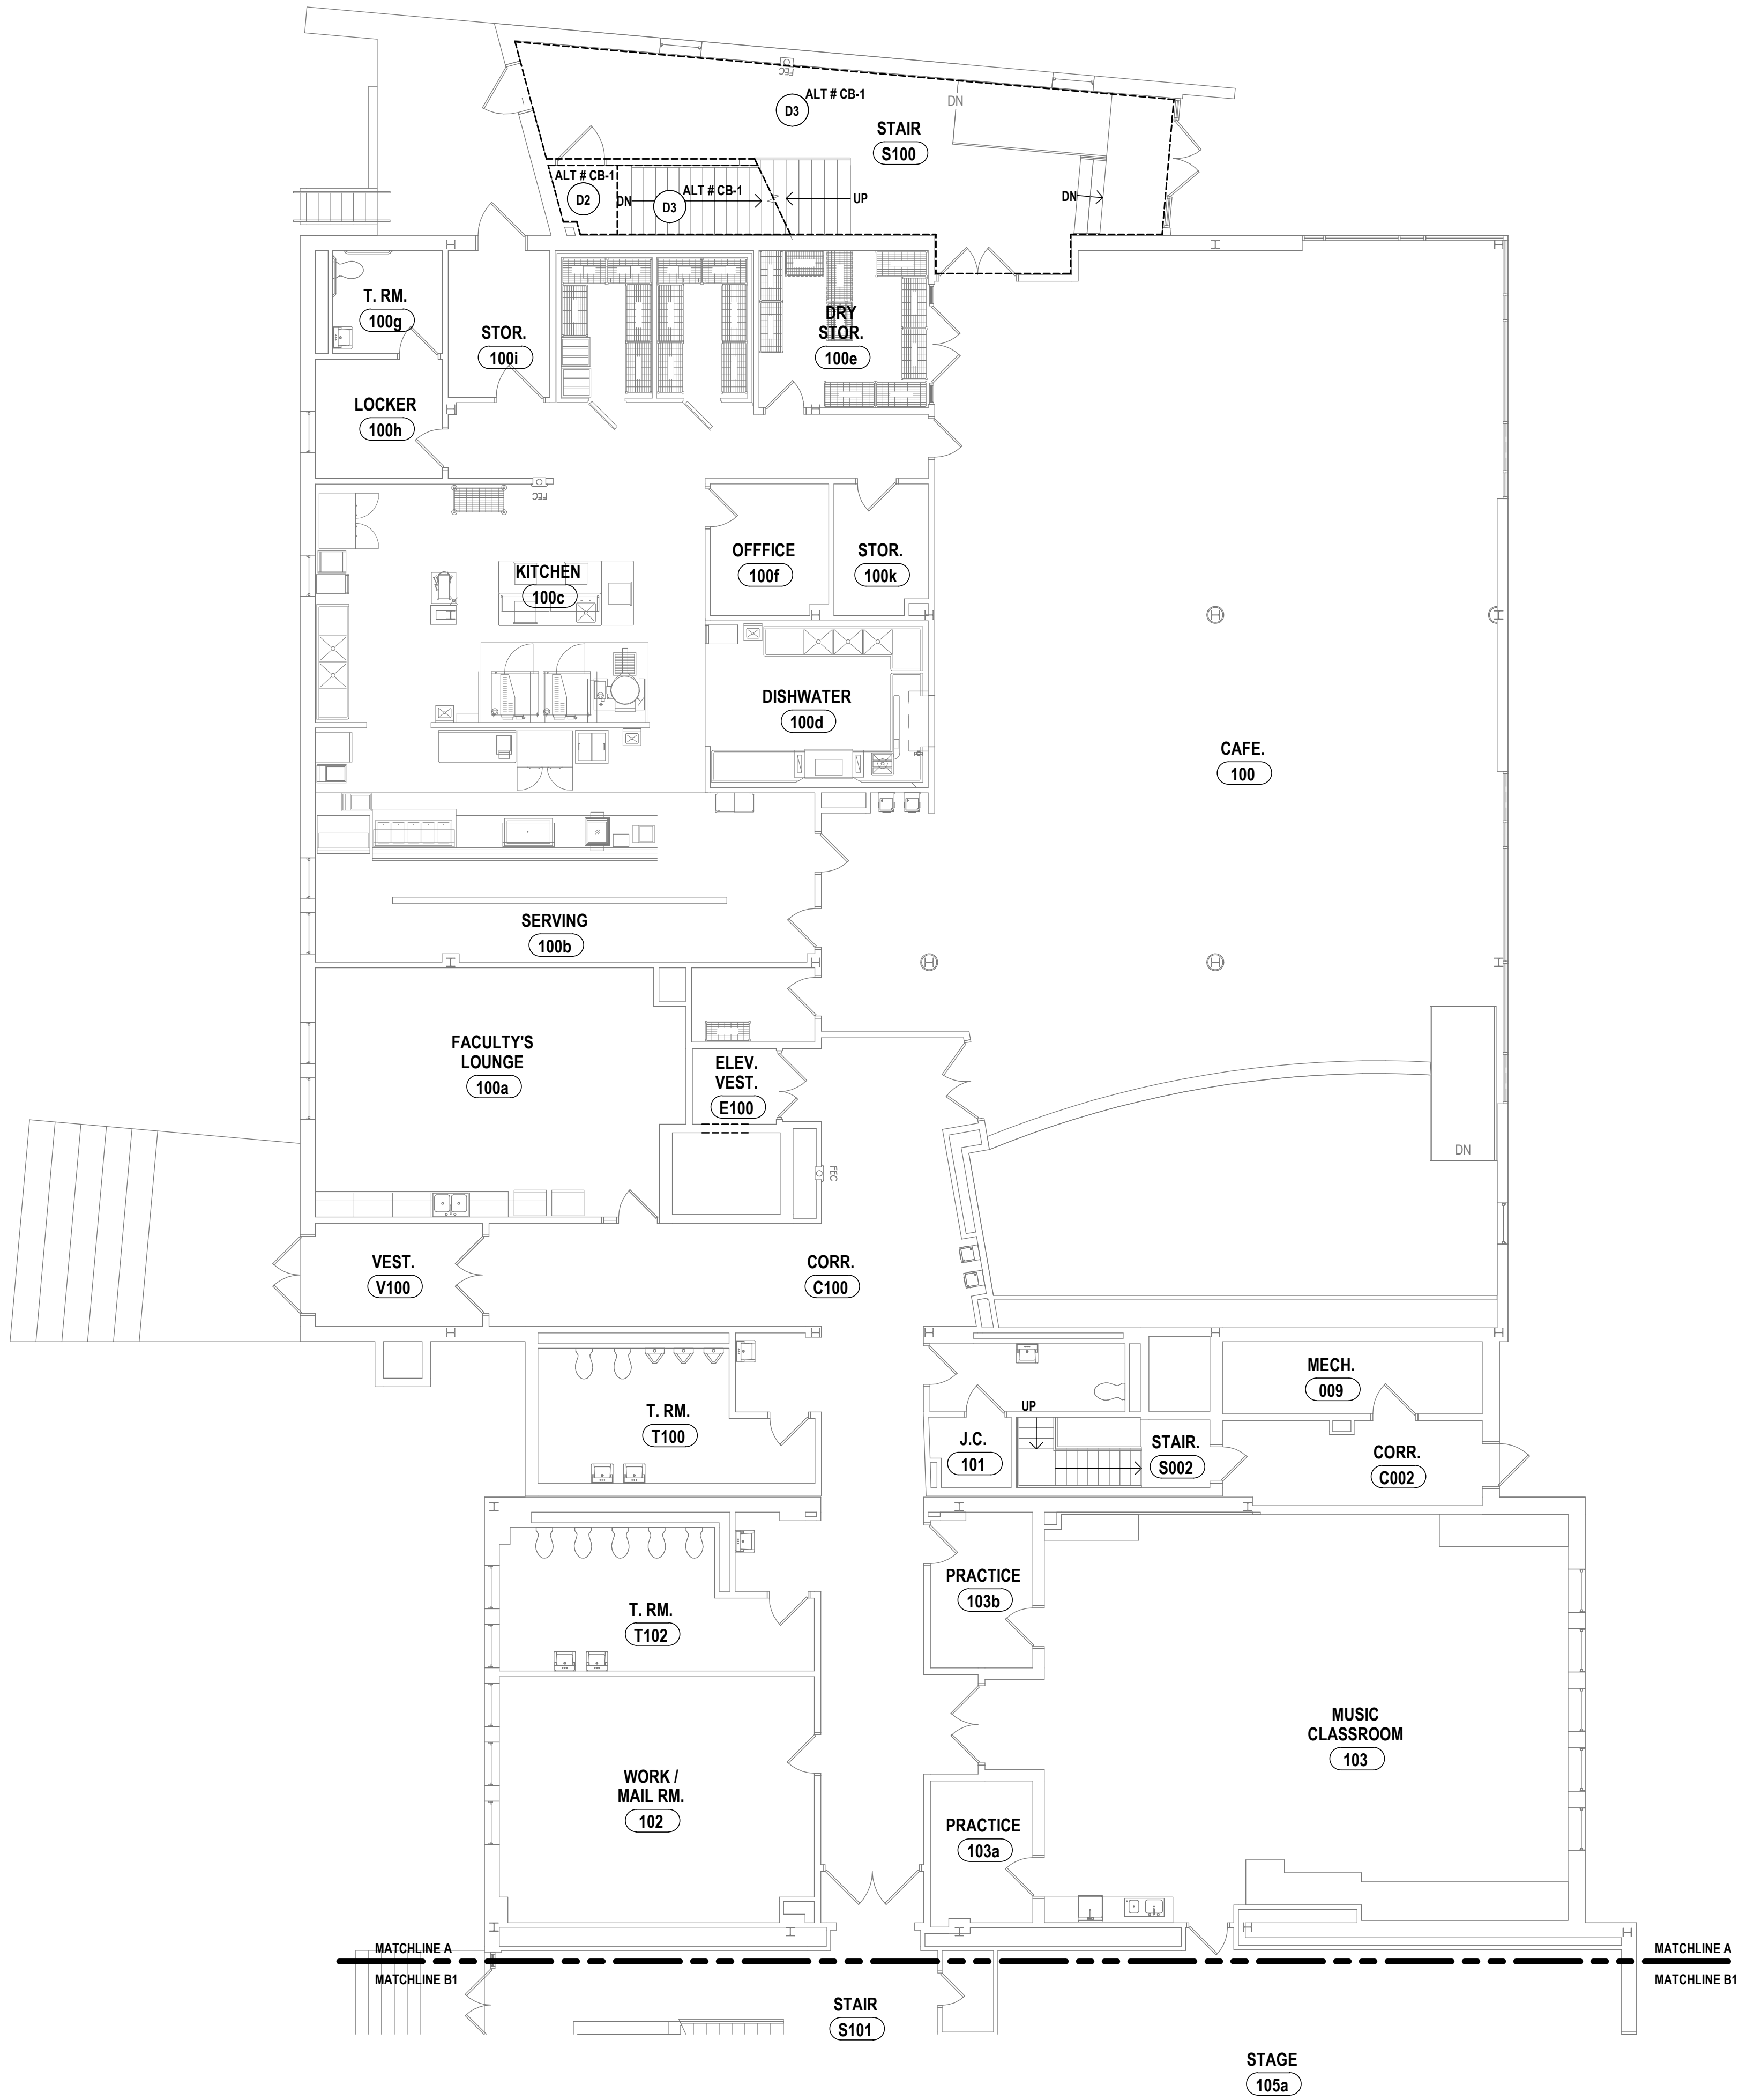 FEC
ALT # CB-1
D3
DN
STAIR
S100
ALT # CB-1
D2
DN
ALT # CB-1
D3
UP
DN
T. RM.
100g
STOR.
100i
DRY
STOR.
100e
LOCKER
100h
FEC
OFFFICE
100f
STOR.
100k
KITCHEN
100c
DISHWATER
100d
CAFE.
100
SERVING
100b
FACULTY'S
LOUNGE
100a
ELEV.
VEST.
E100
FEC
DN
VEST.
V100
CORR.
C100
MECH.
009
T. RM.
T100
UP
J.C.
101
STAIR.
S002
CORR.
C002
PRACTICE
103b
T. RM.
T102
MUSIC
CLASSROOM
103
WORK /
MAIL RM.
102
PRACTICE
103a
MATCHLINE A
MATCHLINE A
MATCHLINE B1
MATCHLINE B1
STAIR
S101
STAGE
105a